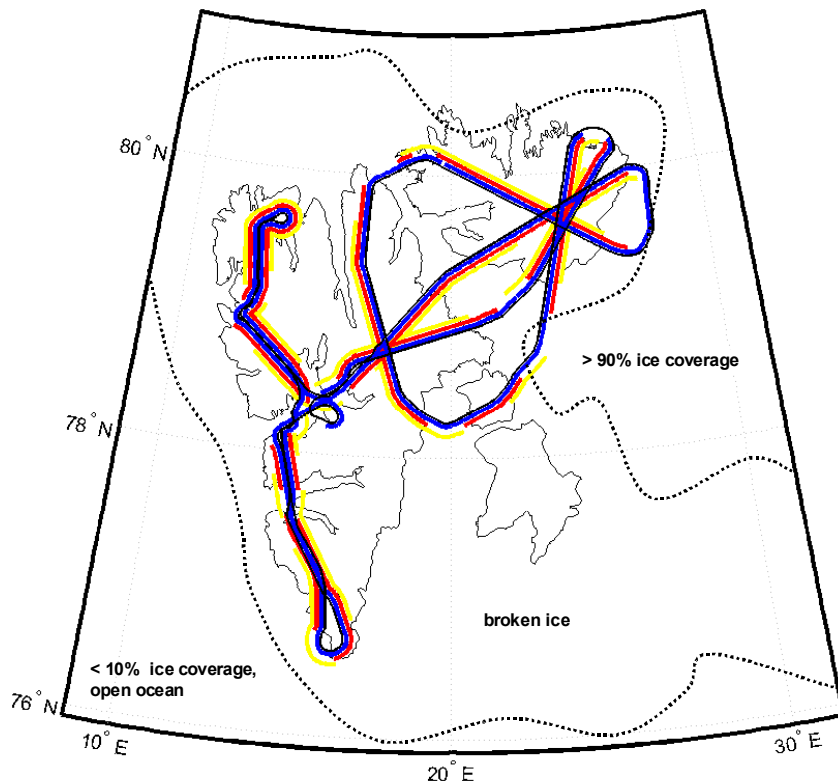 80° N
> 90% ice coverage
78° N
broken ice
< 10% ice coverage,
open ocean
76° N
10° E
20° E
30° E